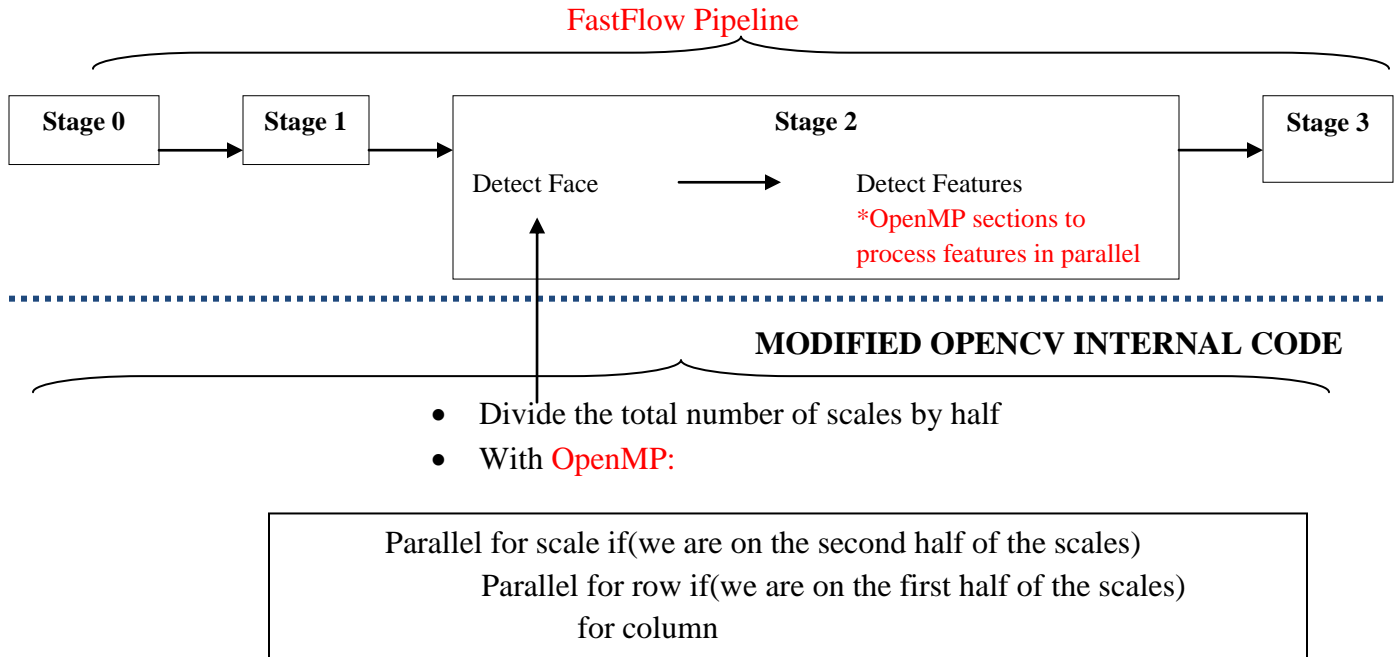 FastFlow Pipeline
Stage 0
Stage 1
Stage 2
Stage 3
Detect Face
Detect Features
*OpenMP sections to
process features in parallel
MODIFIED OPENCV INTERNAL CODE
• Divide the total number of scales by half
• With OpenMP:
Parallel for scale if(we are on the second half of the scales)
Parallel for row if(we are on the first half of the scales)
for column